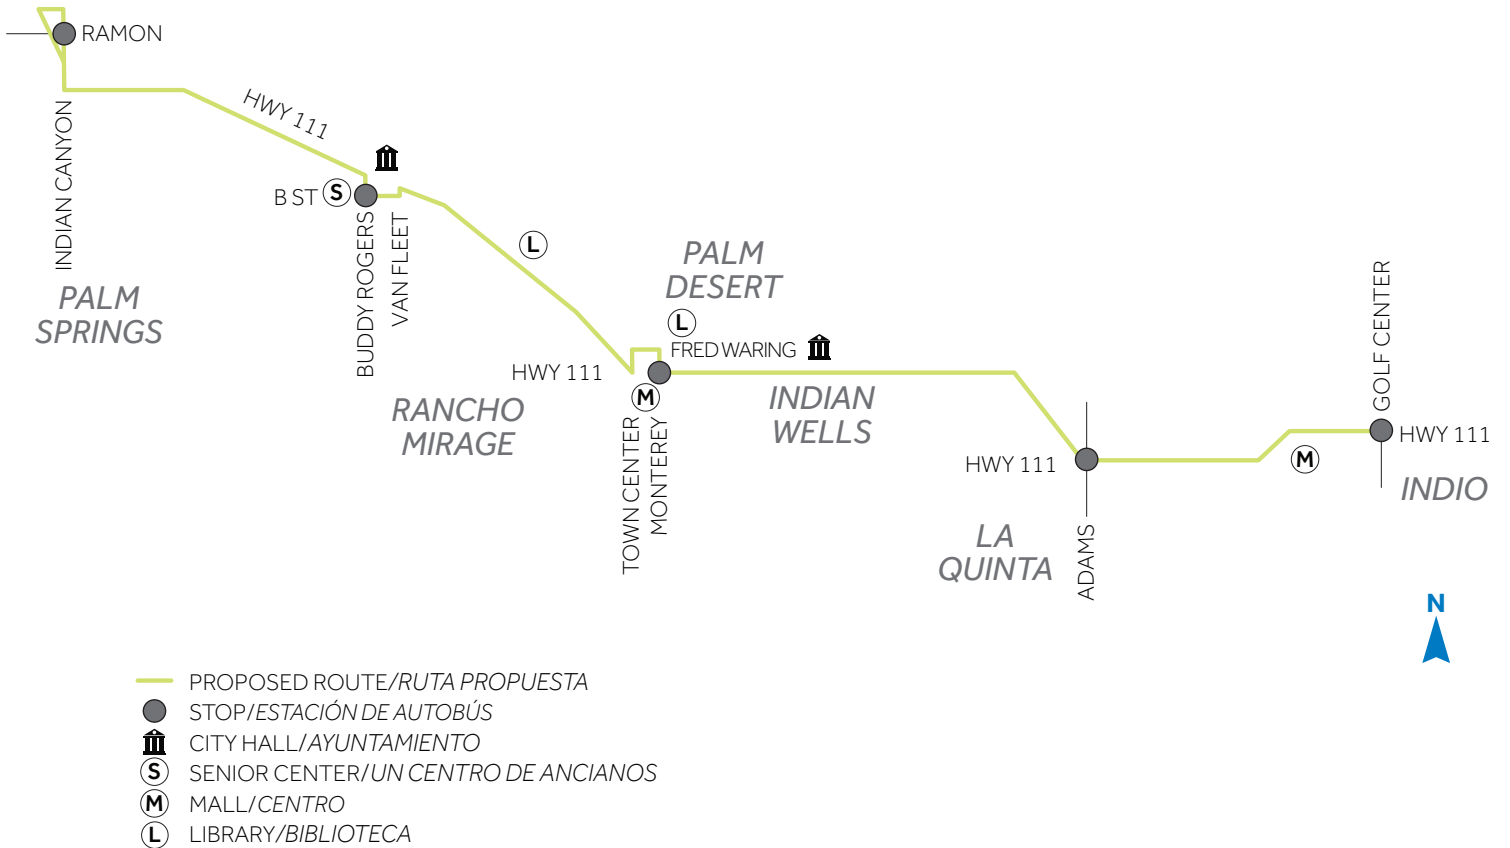 RAMON
INDIAN CANYON
HWY 111
PALM
SPRINGS
B ST
S
BUDDY ROGERS
VAN FLEET
L
RANCHO
MIRAGE
PALM
DESERT
L
FRED WARING
HWY 111
M
TOWN CENTER
MONTEREY
INDIAN
WELLS
HWY 111
LA
QUINTA
ADAMS
M
GOLF CENTER
HWY 111
INDIO
N
PROPOSED ROUTE/RUTA PROPUESTA
STOP/ESTACIÓN DE AUTOBÚS
CITY HALL/AYUNTAMIENTO
S SENIOR CENTER/UN CENTRO DE ANCIANOS
M MALL/CENTRO
L LIBRARY/BIBLIOTECA